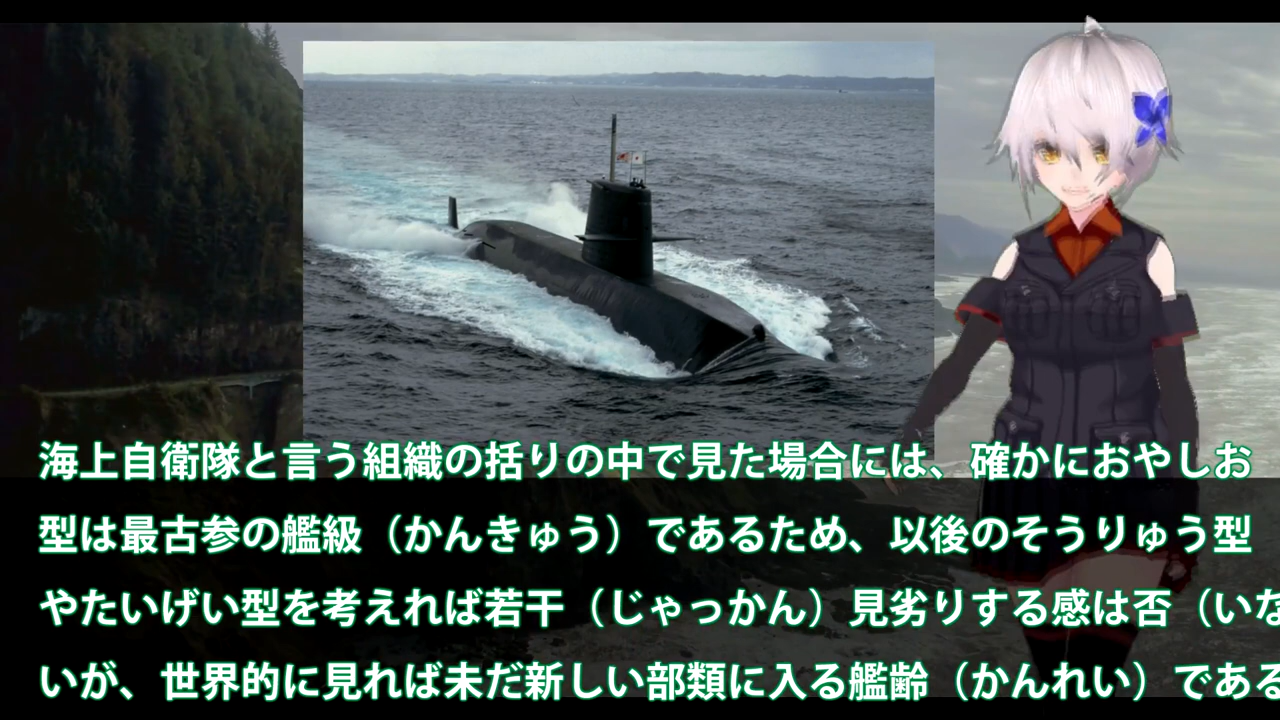 海上自衛隊と言う組織の括りの中で見た場合には、確かにおやしお
型は最古参の艦級（かんきゅう）であるため、以後のそうりゅう型
やたいげい型を考えれば若干（じゃっかん）見劣りする感は否（いな
いが、世界的に見れば未だ新しい部類に入る艦齢（かんれい）である